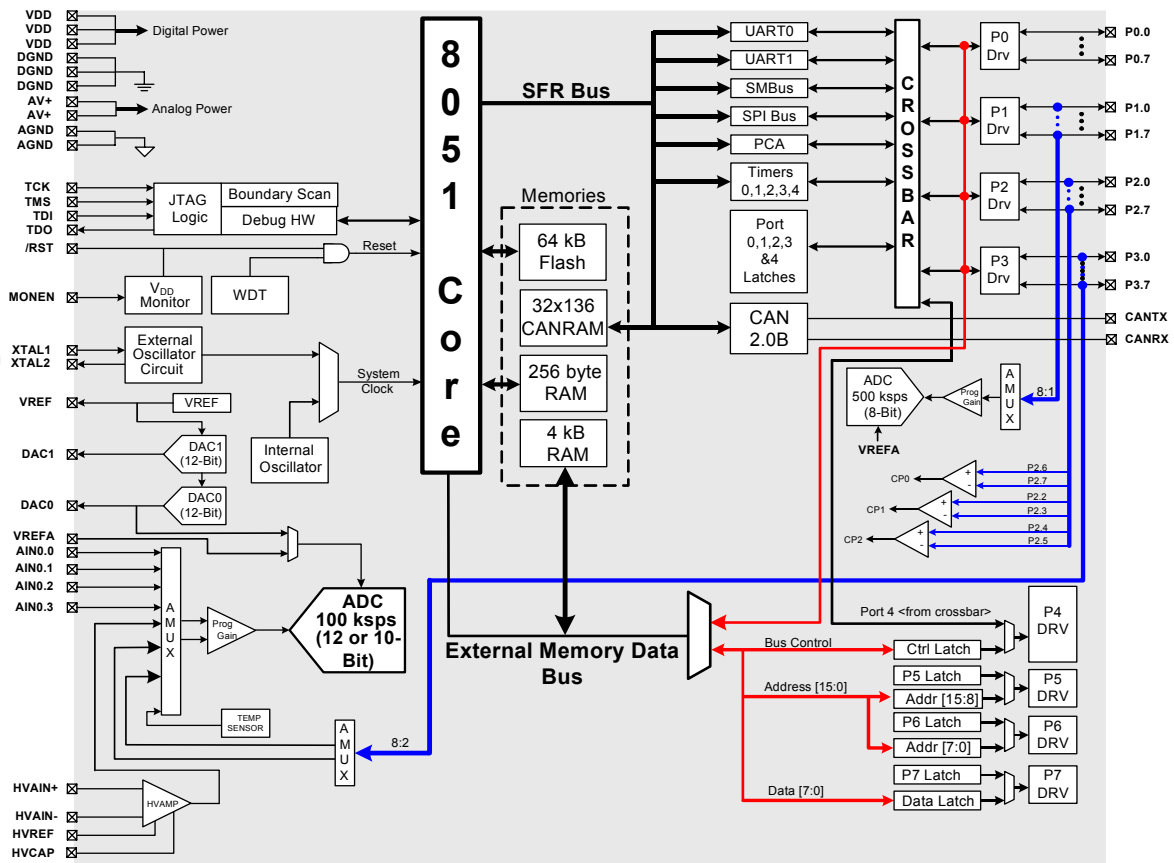 VDD
VDD
VDD
DGND
DGND
DGND
AV+
AV+
AGND
AGND
Digital Power
Analog Power
TCK
TMS
TDI
TDO
/RST
MONEN
JTAG
Logic
Boundary Scan
Debug HW
Reset
VDD
Monitor
WDT
XTAL1
XTAL2
External
Oscillator
Circuit
System
Clock
Internal
Oscillator
VREF
VREF
DAC1
DAC1
(12-Bit)
DAC0
DAC0
(12-Bit)
VREFA
AIN0.0
AIN0.1
AIN0.2
AIN0.3
AMUX
Prog
Gain
ADC
100 ksps
(12 or 10-
Bit)
TEMP
SENSOR
AMUX
8:2
HVAIN+
HVAIN-
HVREF
HVCAP
HVAMP
8051 Core
SFR Bus
Memories
64 kB
Flash
32x136
CANRAM
256 byte
RAM
4 kB
RAM
External Memory Data
Bus
UART0
UART1
SMBus
SPI Bus
PCA
Timers
0,1,2,3,4
Port
0,1,2,3
&4
Latches
CAN
2.0B
CROSSBAR
P0
Drv
P1
Drv
P2
Drv
P3
Drv
P0.0
P0.7
P1.0
P1.7
P2.0
P2.7
P3.0
P3.7
CANTX
CANRX
ADC
500 ksps
(8-Bit)
VREFA
Prog
Gain
AMUX
8:1
CP0
+
-
P2.6
P2.7
CP1
+
-
P2.2
P2.3
CP2
+
-
P2.4
P2.5
Port 4 <from crossbar>
Bus Control
Ctrl Latch
P4
DRV
Address [15:0]
P5 Latch
Addr [15:8]
P5
DRV
P6 Latch
Addr [7:0]
P6
DRV
Data [7:0]
P7 Latch
Data Latch
P7
DRV